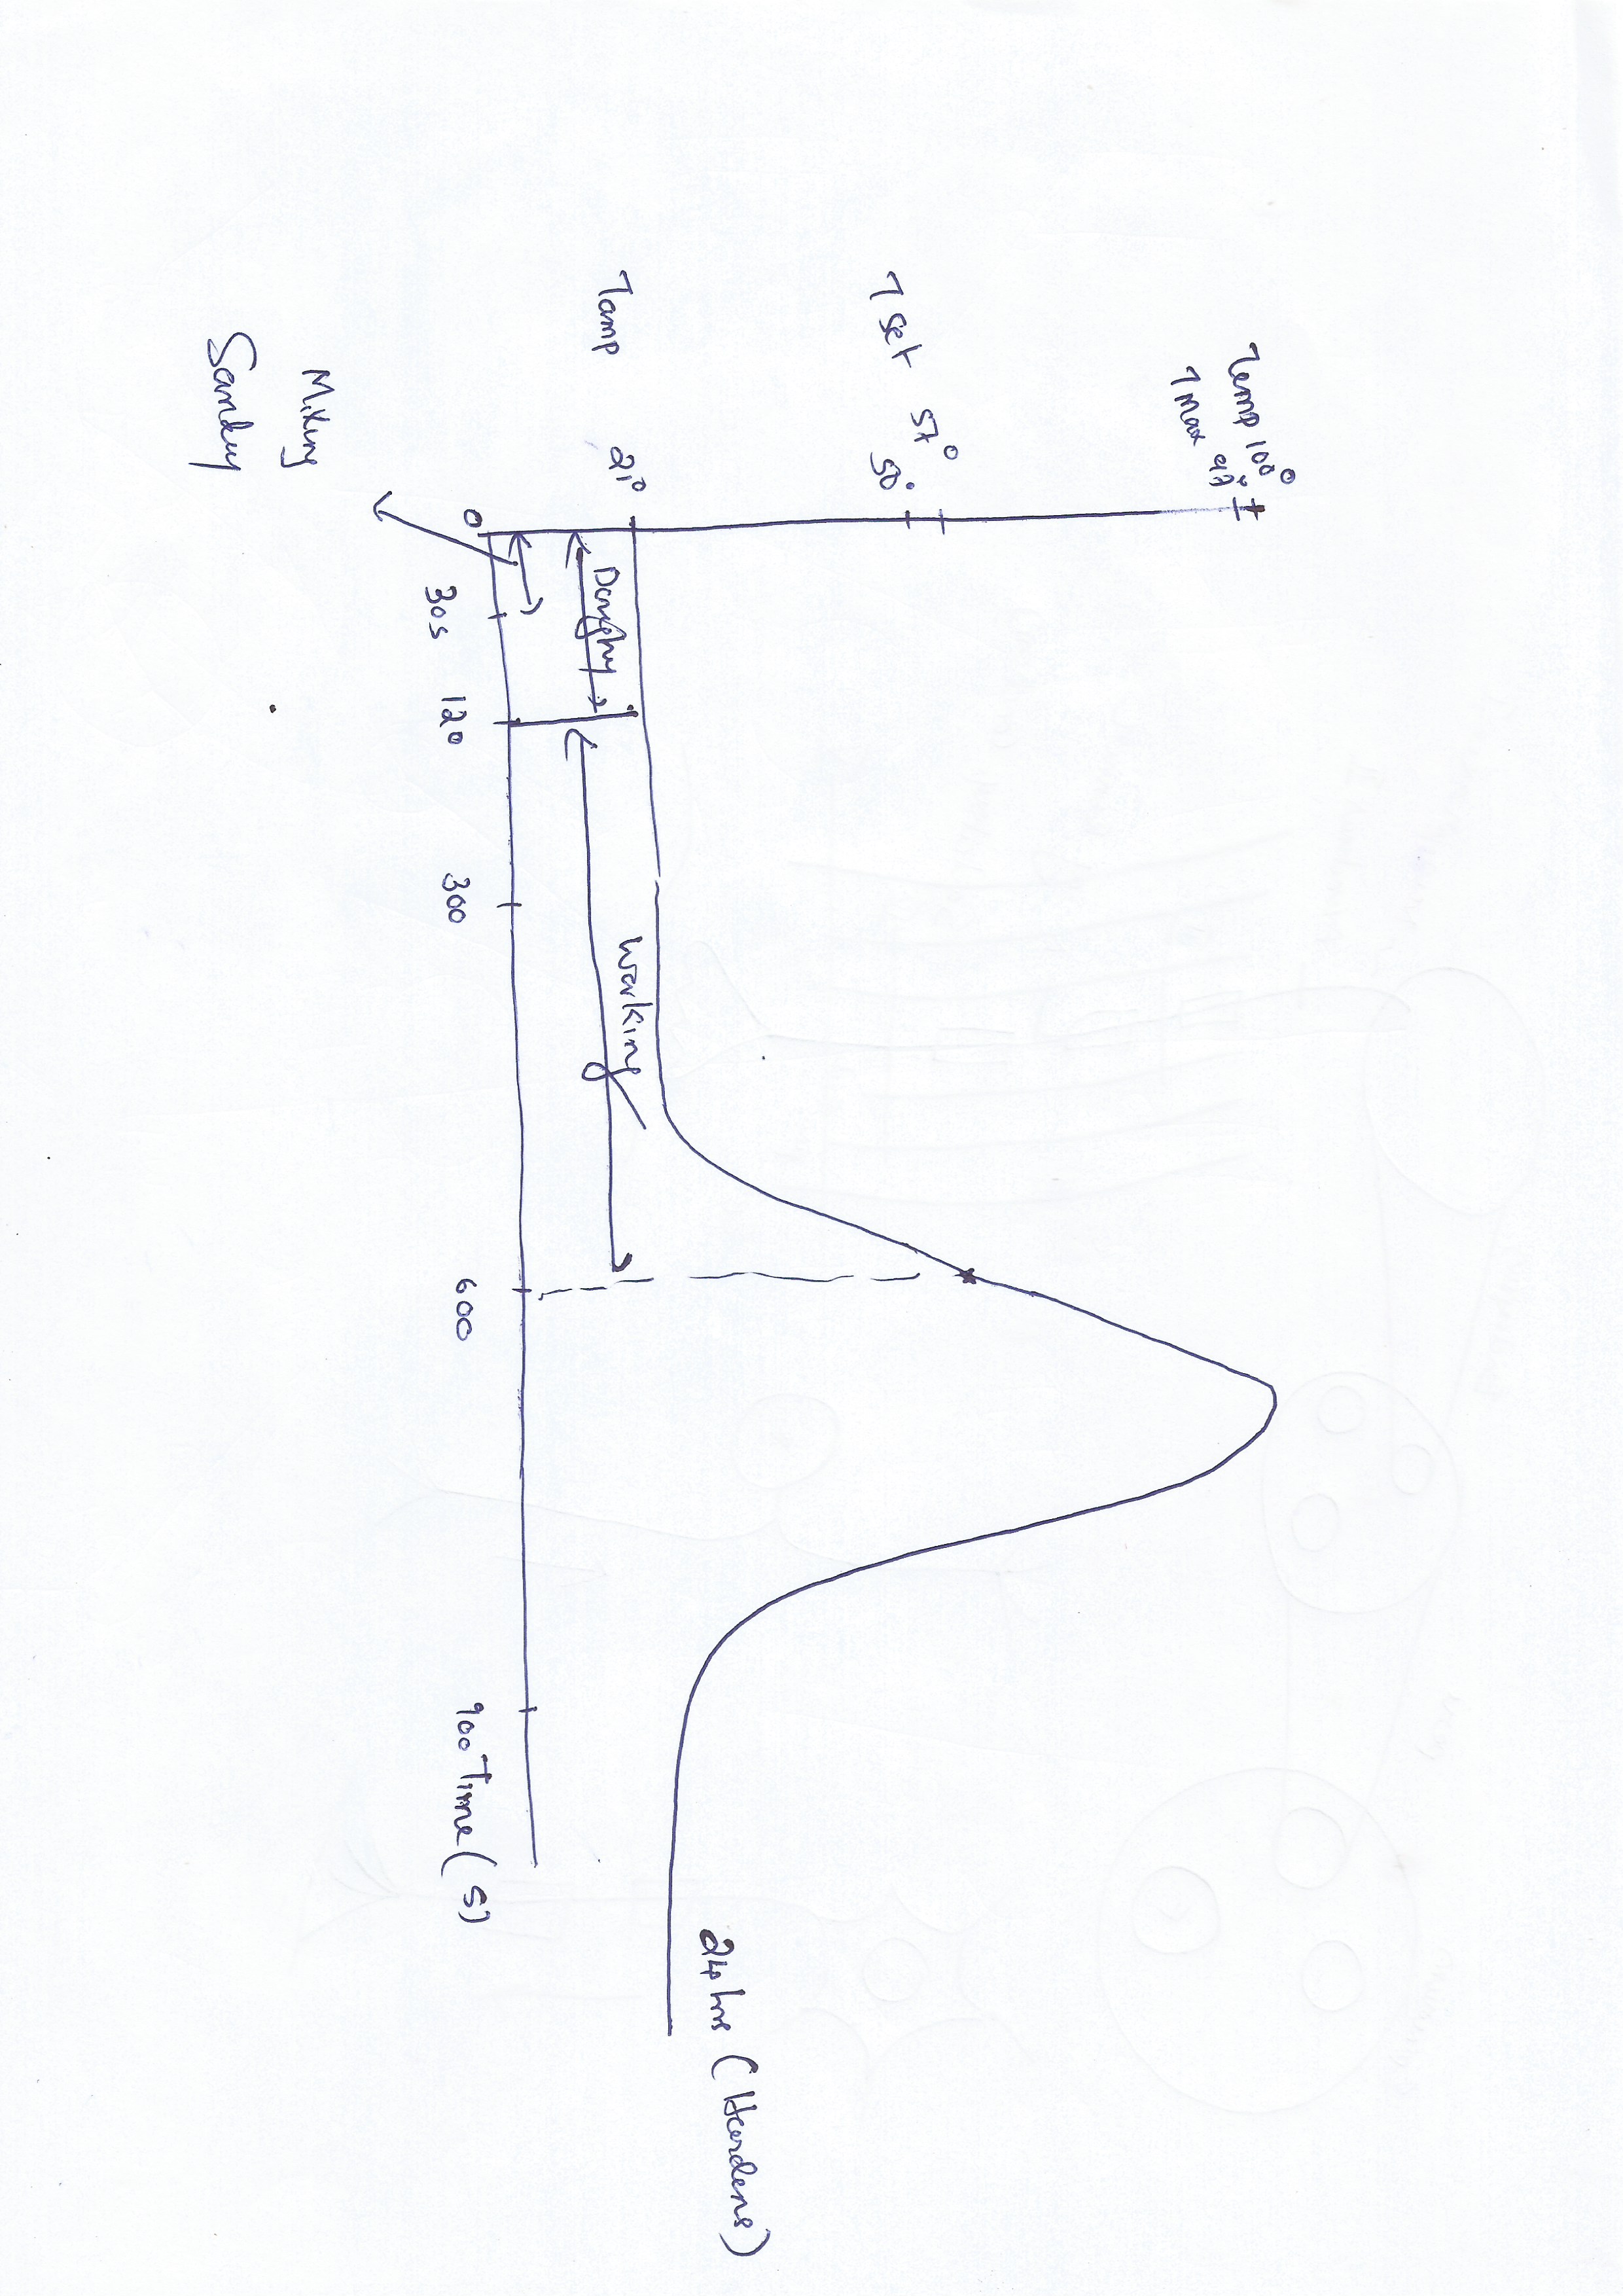 Temp 100°
T Max 97°
T set 57°
50°
Tamp 21°
Doughy
Working
24 hrs (Hardens)
0
30s
120
300
600
900 Time (S)
Mixing
Sandy